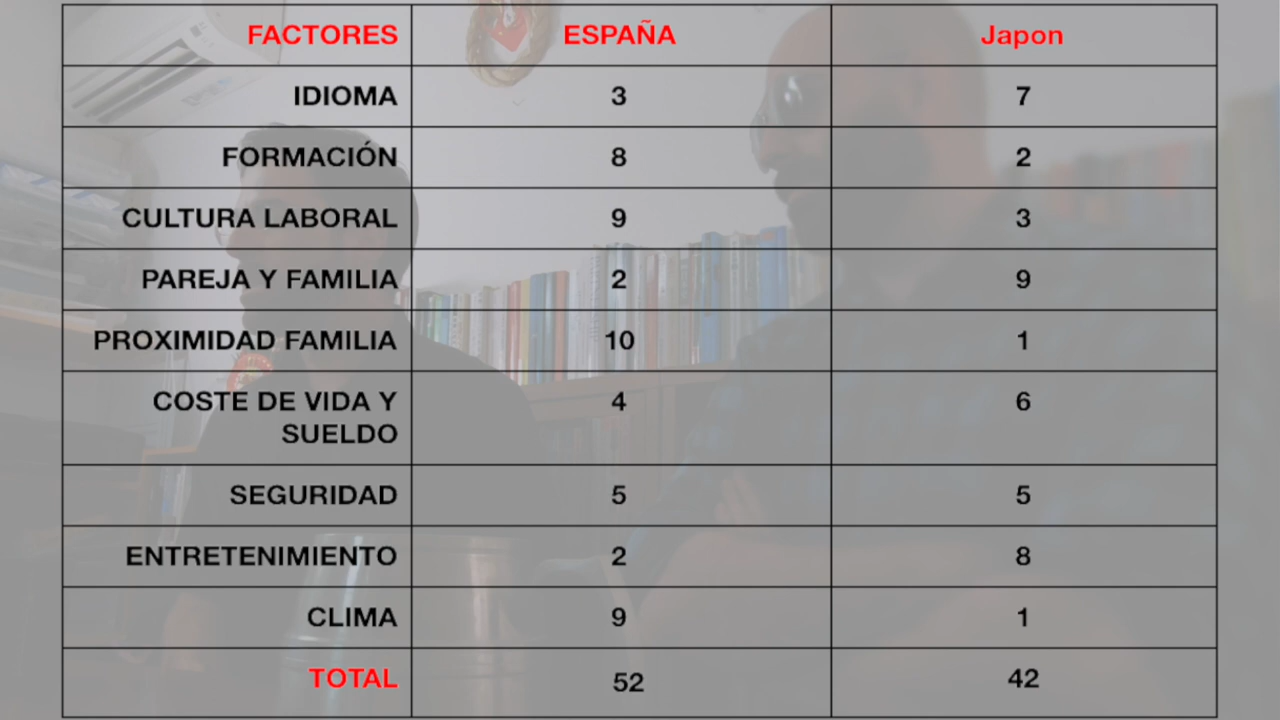 FACTORES ESPAÑA Japon
IDIOMA 3 7
FORMACIÓN 8 2
CULTURA LABORAL 9 3
PAREJA Y FAMILIA 2 9
PROXIMIDAD FAMILIA 10 1
COSTE DE VIDA Y 4 6
SUELDO
SEGURIDAD 5 5
ENTRETENIMIENTO 2 8
CLIMA 9 1
TOTAL 52 42